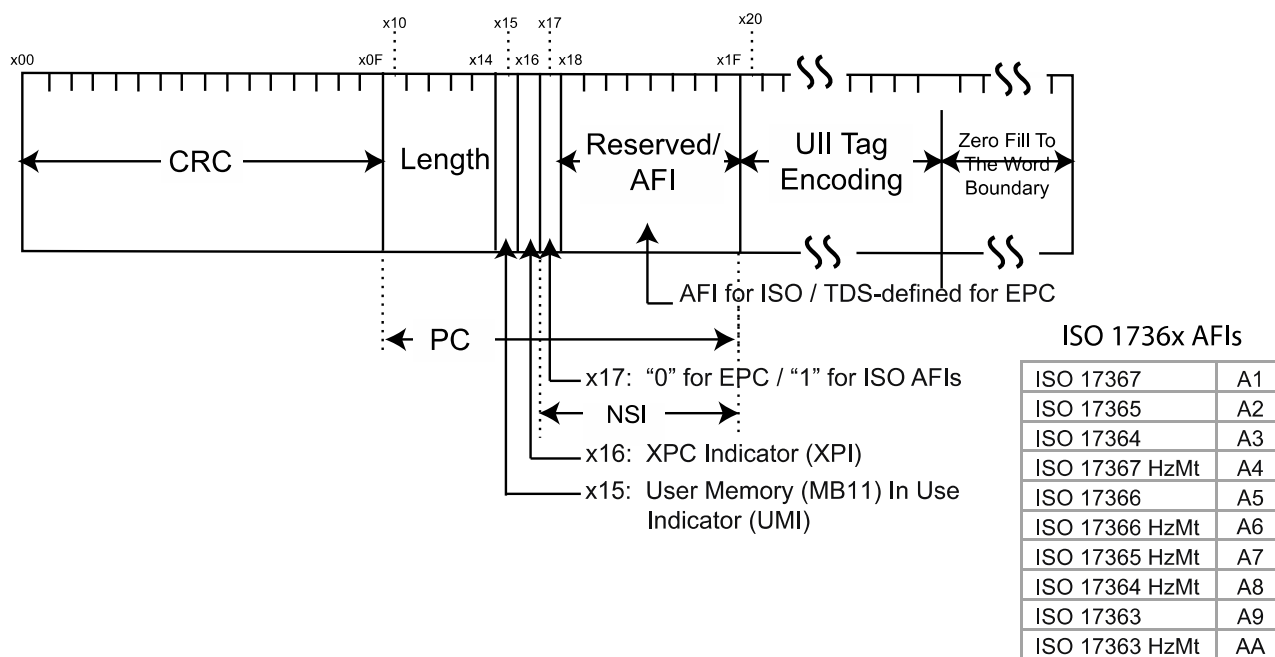 x10 x15 x17 x20
x00 x0F x14 x16 x18 x1F
CRC
Length
Reserved/
AFI
UII Tag
Encoding
Zero Fill To
The Word
Boundary
AFI for ISO / TDS-defined for EPC
PC
x17: “0” for EPC / “1” for ISO AFIs
NSI
x16: XPC Indicator (XPI)
x15: User Memory (MB11) In Use
Indicator (UMI)
ISO 1736x AFIs
ISO 17367 A1
ISO 17365 A2
ISO 17364 A3
ISO 17367 HzMt A4
ISO 17366 A5
ISO 17366 HzMt A6
ISO 17365 HzMt A7
ISO 17364 HzMt A8
ISO 17363 A9
ISO 17363 HzMt AA